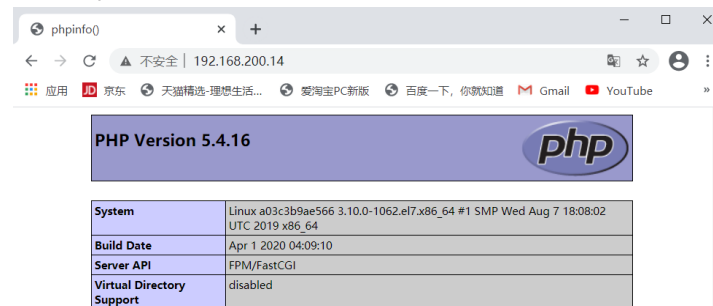 phpinfo()
不安全 | 192.168.200.14
应用 JD 京东 天猫精选-理想生活... 爱淘宝PC新版 百度一下，你就知道 M Gmail YouTube »
PHP Version 5.4.16
php
System Linux a03c3b9ae566 3.10.0-1062.el7.x86_64 #1 SMP Wed Aug 7 18:08:02
UTC 2019 x86_64
Build Date Apr 1 2020 04:09:10
Server API FPM/FastCGI
Virtual Directory disabled
Support